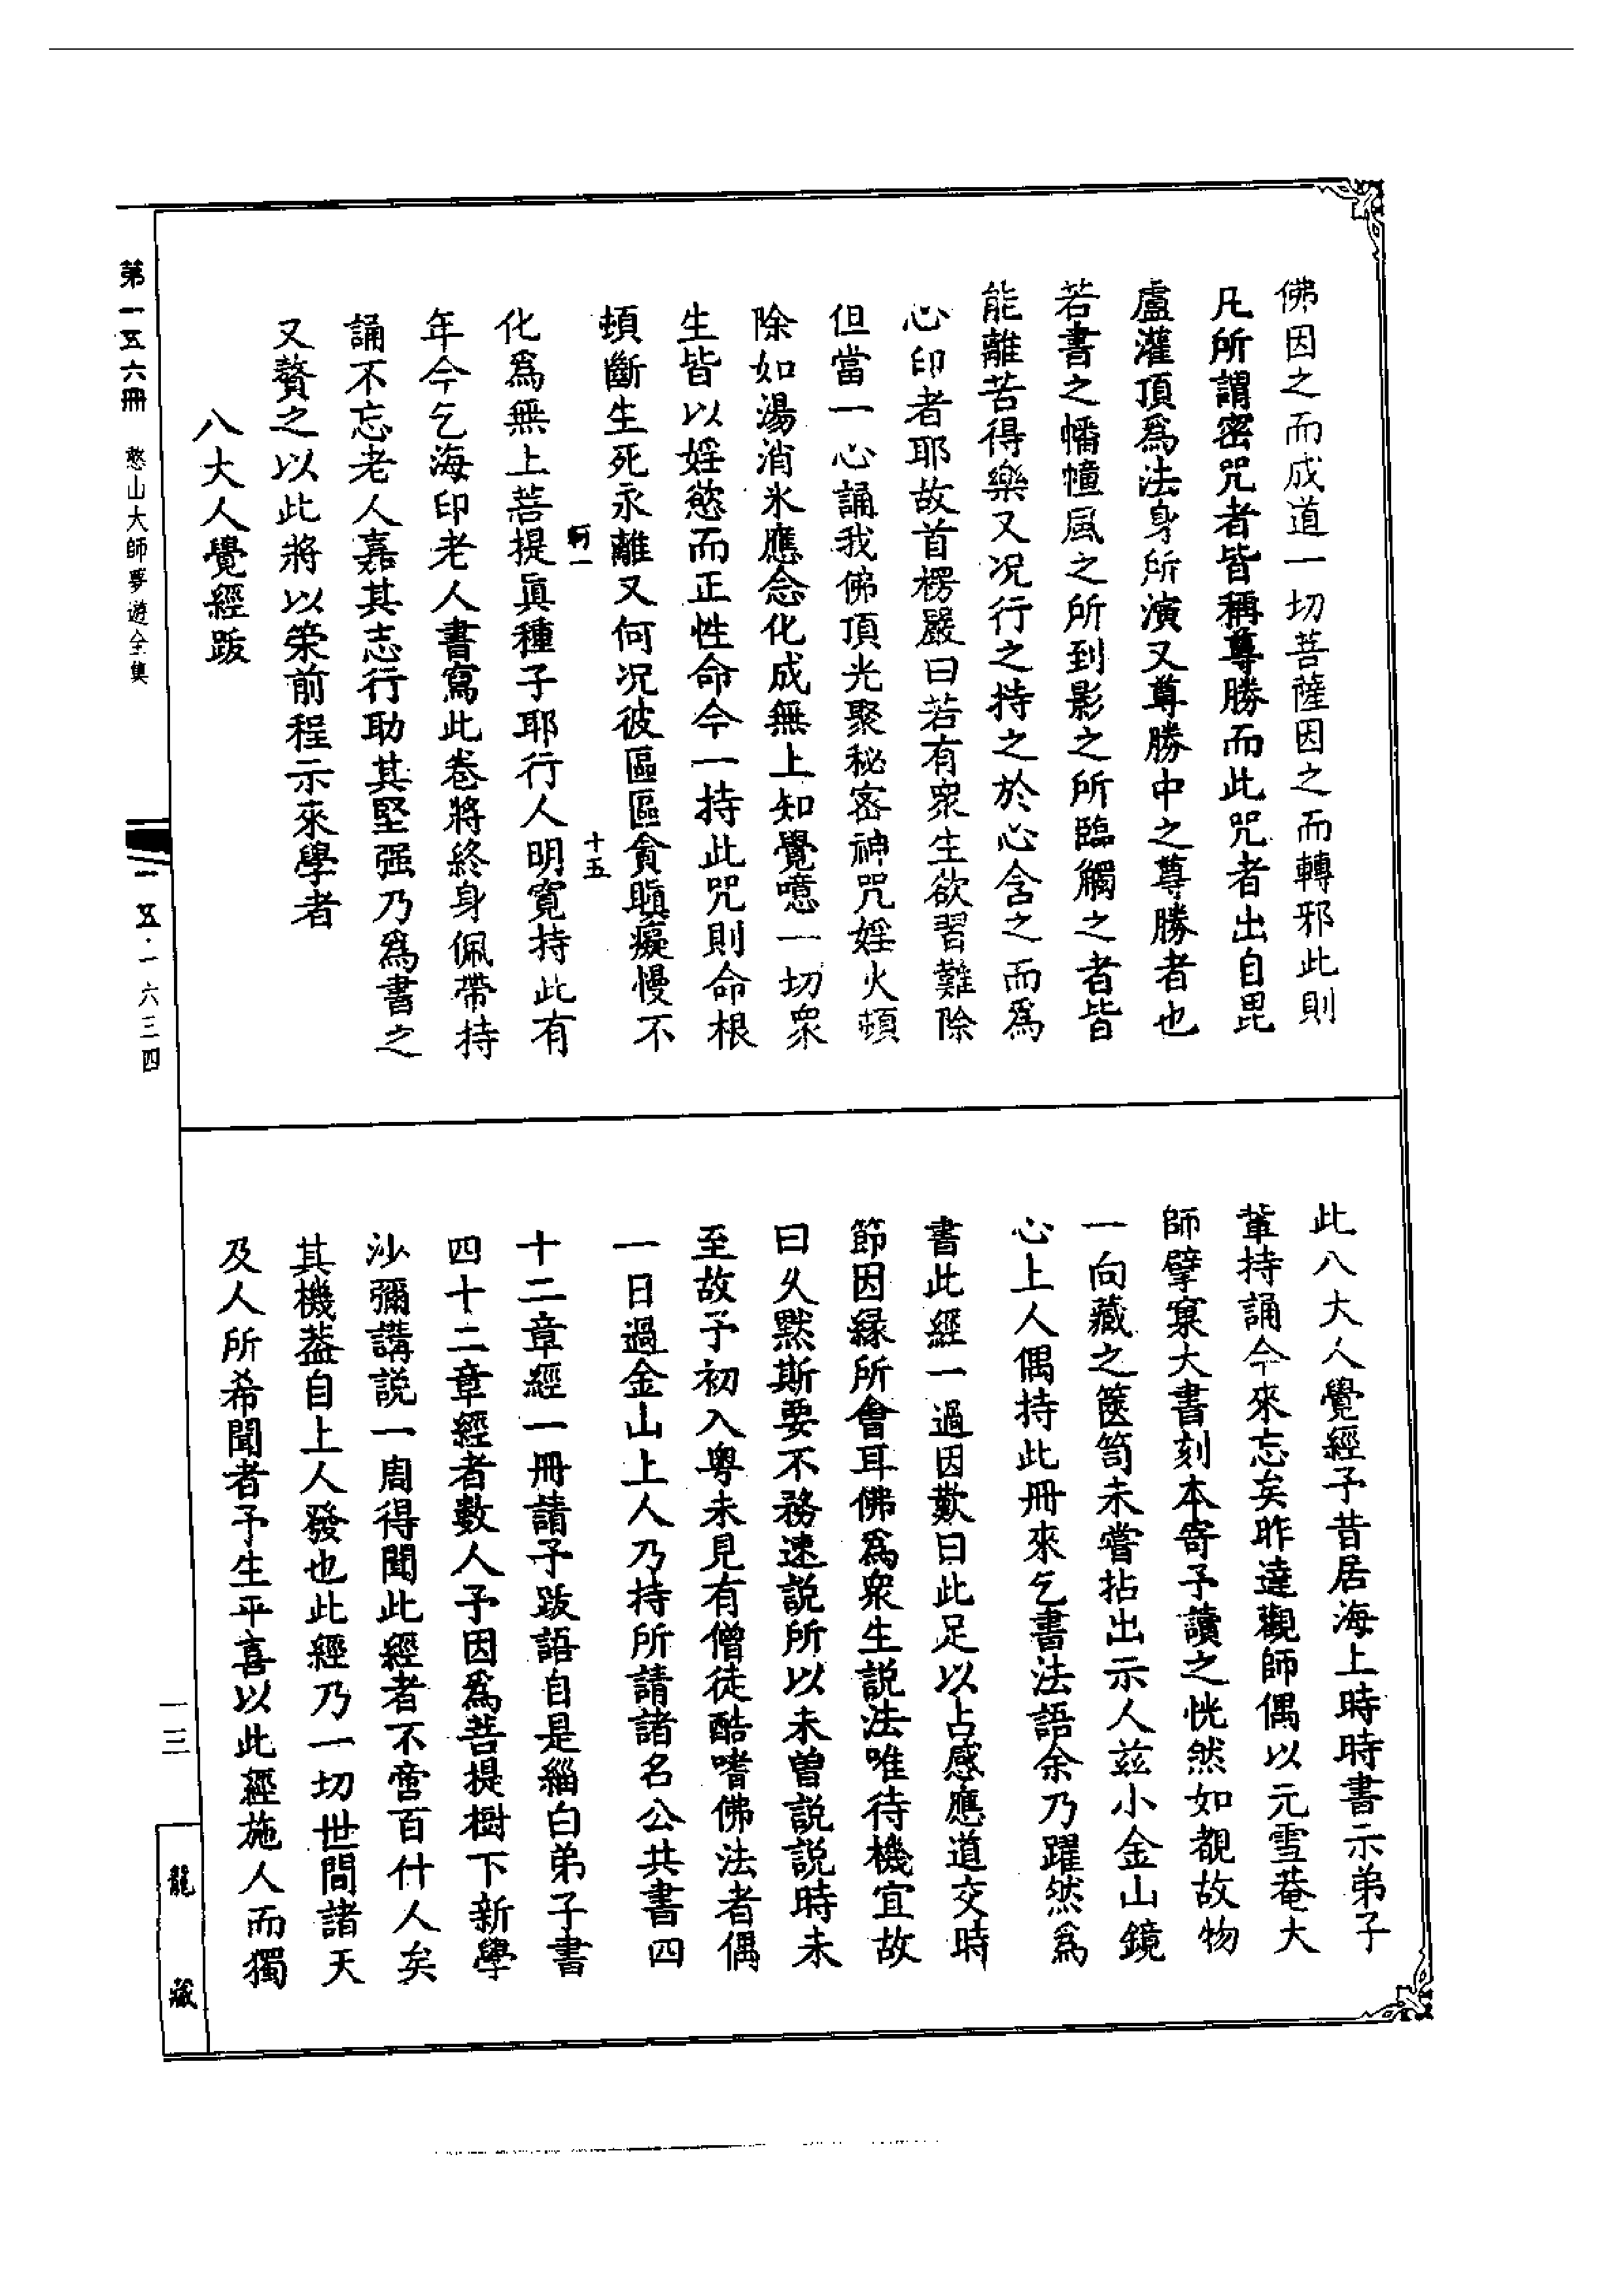 佛因之而成道一切菩薩因之而轉邪此則
凡所謂密咒者皆稱尊勝而此咒者出自毘
盧灌頂爲法身所演又尊勝中之尊勝者也
若書之幡幢風之所到影之所臨觸之者皆
能離苦得樂又况行之持之於心含之而爲
心印者耶故首楞嚴曰若有衆生欲習難除
但當一心誦我佛頂光聚秘密神咒婬火頓
除如湯消氷應念化成無上知覺噫一切衆
生皆以婬慾而正性命今一持此咒則命根
頓斷生死永離又何况彼區區貪瞋癡慢不
軻一 十五
化爲無上菩提眞種子耶行人明寬持此有
年今乞海印老人書寫此卷將終身佩帶持
誦不忘老人嘉其志行助其堅强乃爲書之
又贅之以此將以榮前程示來學者
八大人覺經跋
此八大人覺經予昔居海上時時書示弟子
輩持誦今來忘矣昨達觀師偶以元雪菴大
師擘窠大書刻本寄予讀之恍然如覩故物
一向藏之篋笥未嘗拈出示人兹小金山鏡
心上人偶持此冊來乞書法語余乃躍然爲
書此經一過因歎曰此足以占感應道交時
節因緣所會耳佛爲衆生説法唯待機宜故
曰久默斯要不務速説所以未曾説説時未
至故予初入粤未見有僧徒酷嗜佛法者偶
一日過金山上人乃持所請諸名公共書四
十二章經一冊請予跋語自是緇白弟子書
四十二章經者數人予因爲菩提樹下新學
沙彌講説一周得聞此經者不啻百什人矣
其機葢自上人發也此經乃一切世間諸天
及人所希聞者予生平喜以此經施人而獨
第一五六冊 憨山大師夢遊全集
一五五·一六三四
一三
龍藏